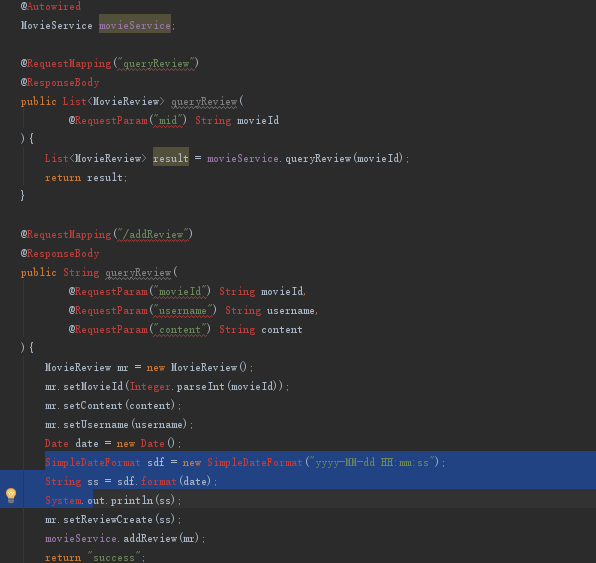 @Autowired
MovieService movieService;
@RequestMapping("queryReview")
@ResponseBody
public List<MovieReview> queryReview(
@RequestParam("mid") String movieId
){
List<MovieReview> result = movieService.queryReview(movieId);
return result;
}
@RequestMapping("/addReview")
@ResponseBody
public String queryReview(
@RequestParam("movieId") String movieId,
@RequestParam("username") String username,
@RequestParam("content") String content
){
MovieReview mr = new MovieReview();
mr.setMovieId(Integer.parseInt(movieId));
mr.setContent(content);
mr.setUsername(username);
Date date = new Date();
SimpleDateFormat sdf = new SimpleDateFormat("yyyy-MM-dd HH:mm:ss");
String ss = sdf.format(date);
System.out.println(ss);
mr.setReviewCreate(ss);
movieService.addReview(mr);
return "success";